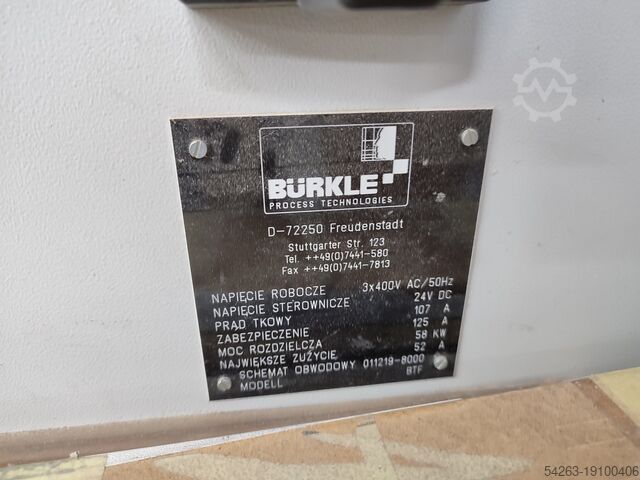 BÜRKLE
PROCESS TECHNOLOGIES
D-72250 Freudenstadt
Stuttgarter Str. 123
Tel. ++49(0)7441-580
Fax ++49(0)7441-7813
NAPIĘCIE ROBOCZE 3x400V AC/50Hz
NAPIĘCIE STEROWNICZE 24V DC
PRĄD TKOWY 107 A
ZABEZPIECZENIE 125 A
MOC ROZDZIELCZA 58 KW
NAJWIĘKSZE ZUŻYCIE 52 A
SCHEMAT OBWODOWY 011219-8000
MODELL BTF
54263-19100406